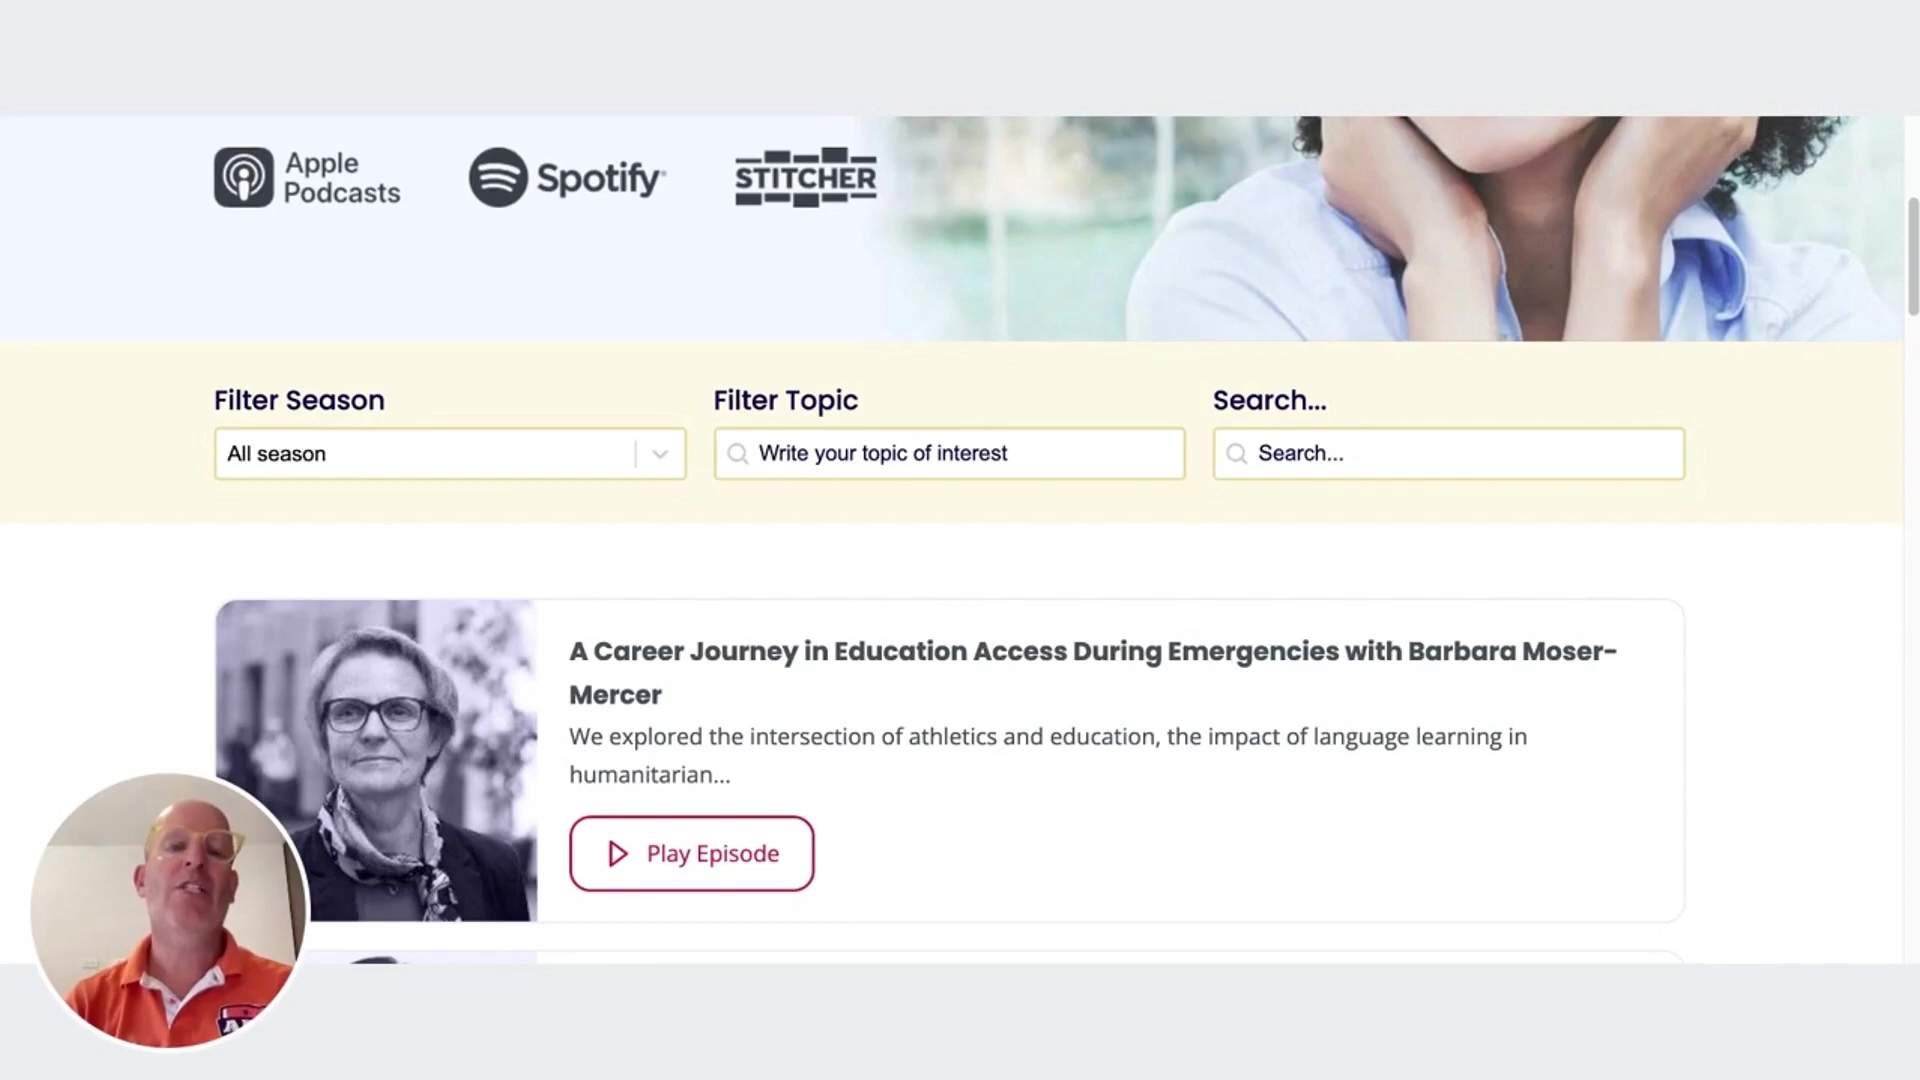 Apple
Podcasts
Spotify
STITCHER
Filter Season
Filter Topic
Search...
All season
Write your topic of interest
Search...
A Career Journey in Education Access During Emergencies with Barbara Moser-
Mercer
We explored the intersection of athletics and education, the impact of language learning in
humanitarian...
Play Episode